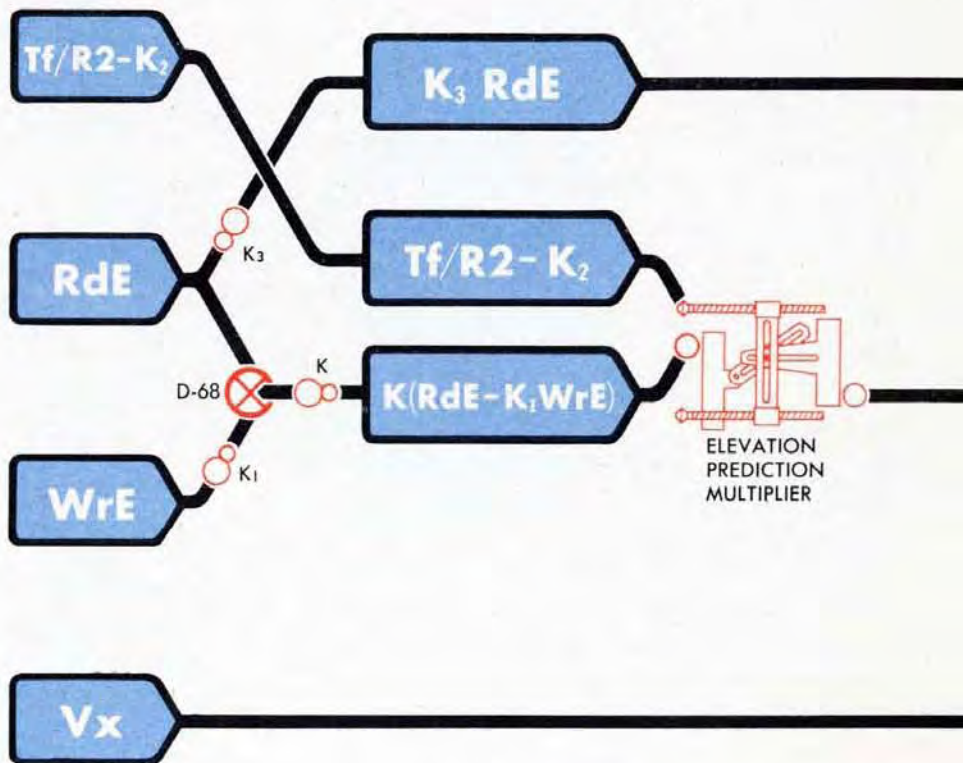 Tf/R2-K₂
K₃ RdE
K₃
RdE
Tf/R2-K₂
D-68
K
K(RdE-K₁WrE)
K₁
WrE
ELEVATION
PREDICTION
MULTIPLIER
Vx